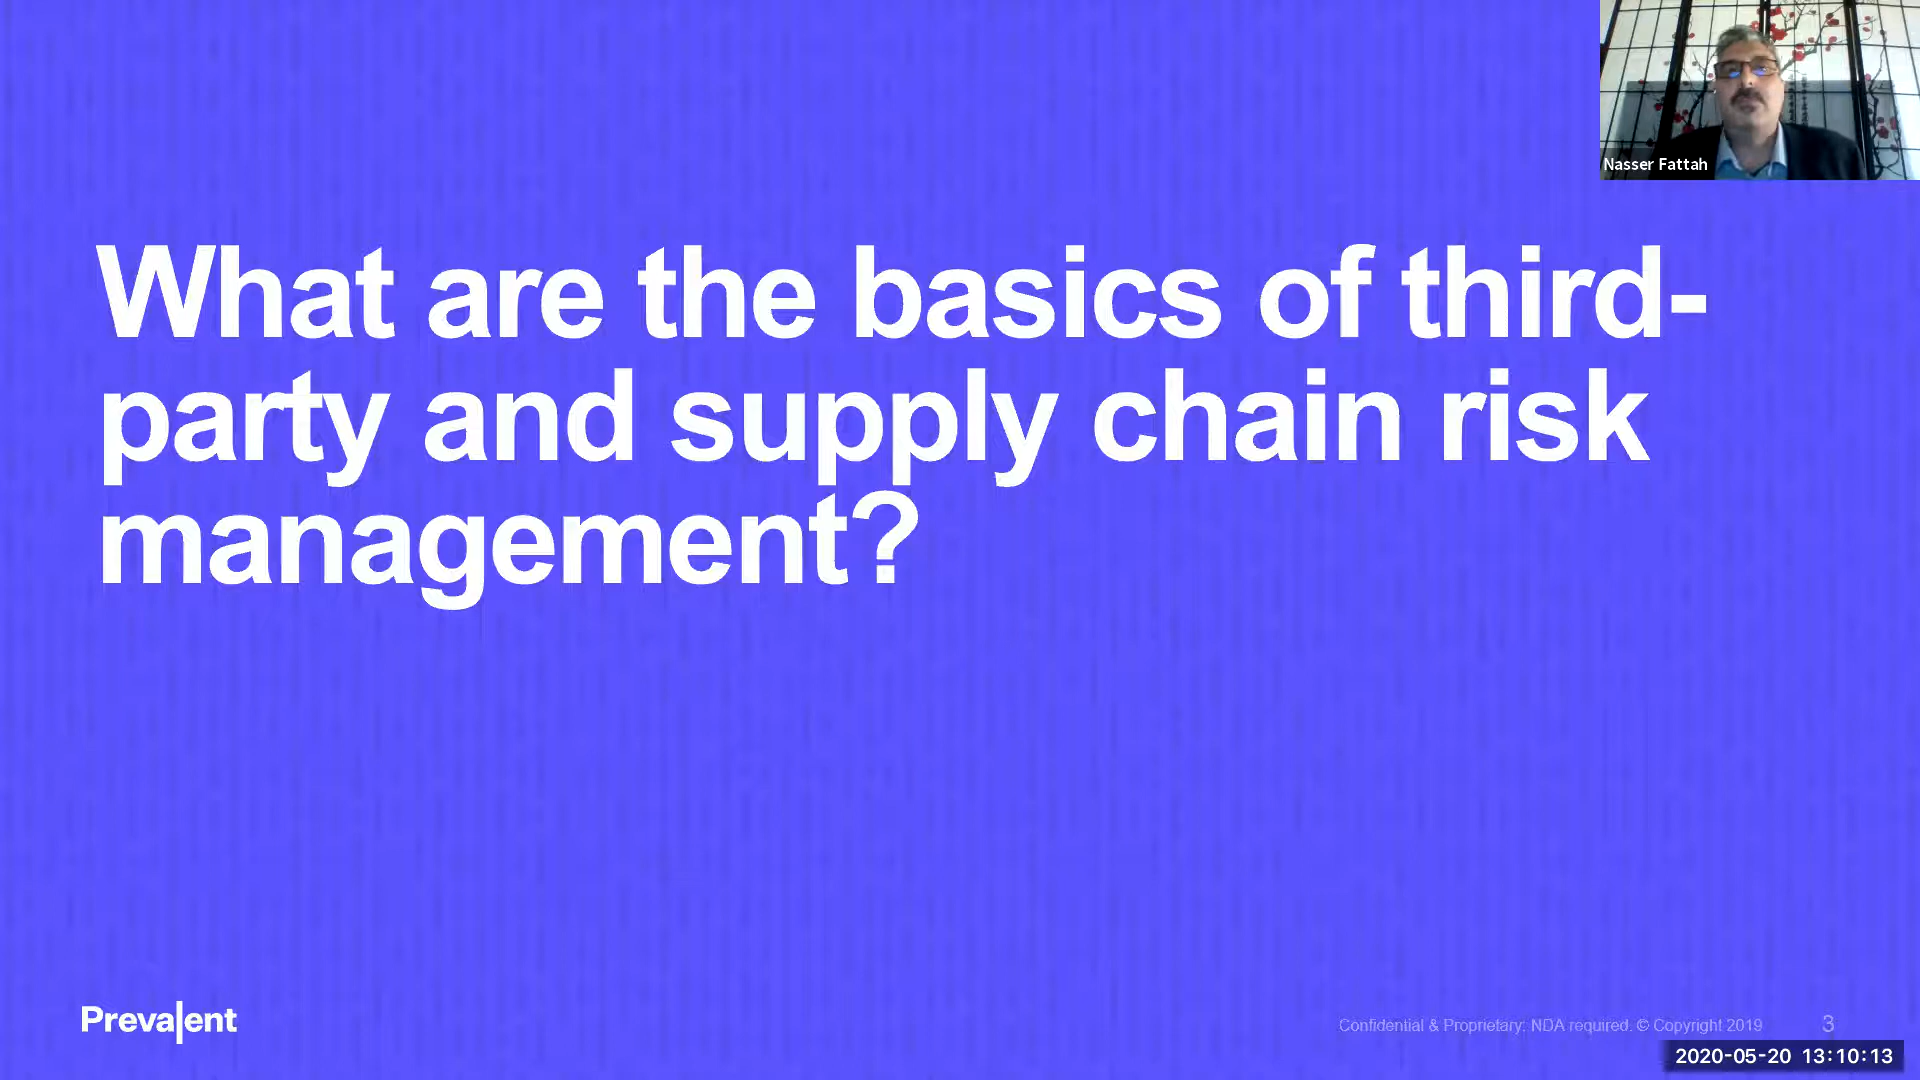 Nasser Fattah
What are the basics of third-
party and supply chain risk
management?
Prevalent
Confidential & Proprietary; NDA required. © Copyright 2019
3
2020-05-20 13:10:13